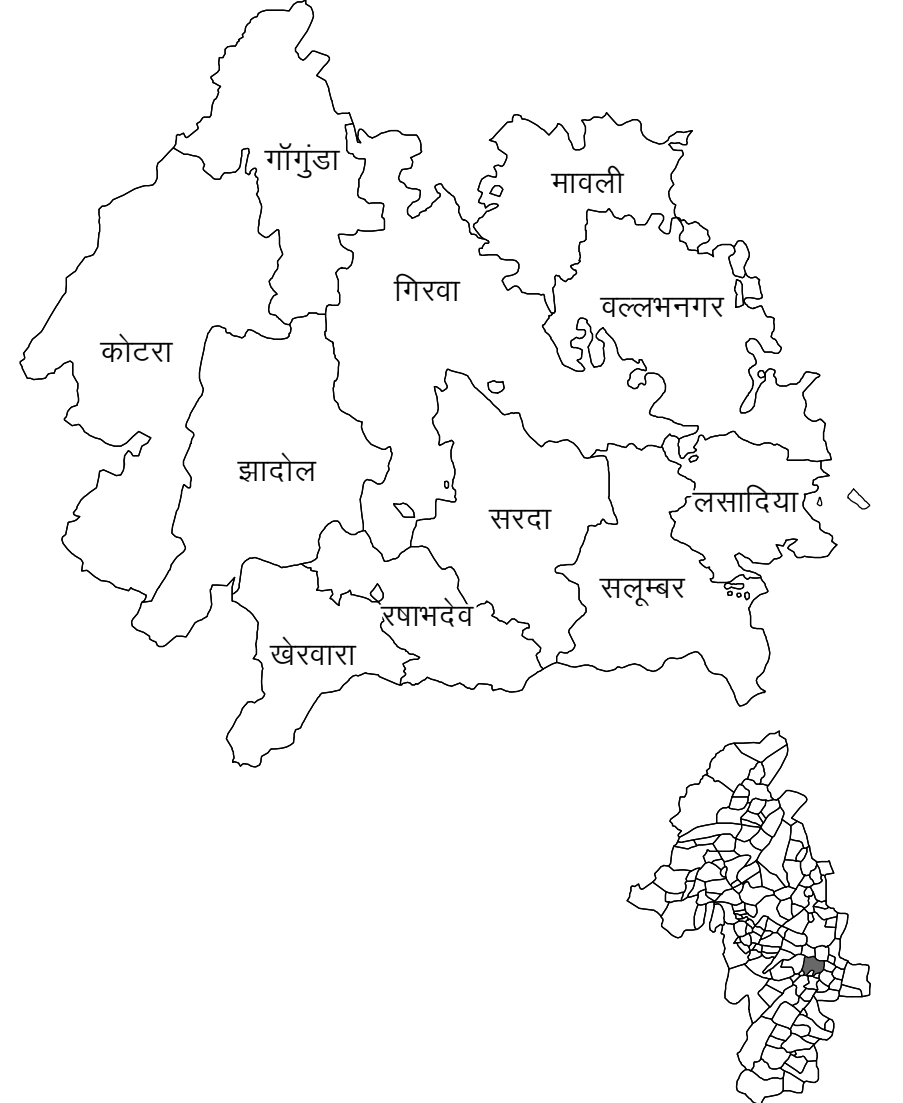 गॉगुंडा
मावली
गिरवा
वल्लभनगर
कोटरा
झादोल
लसादिया
सरदा
सलूम्बर
रषाभदेव
खेरवारा